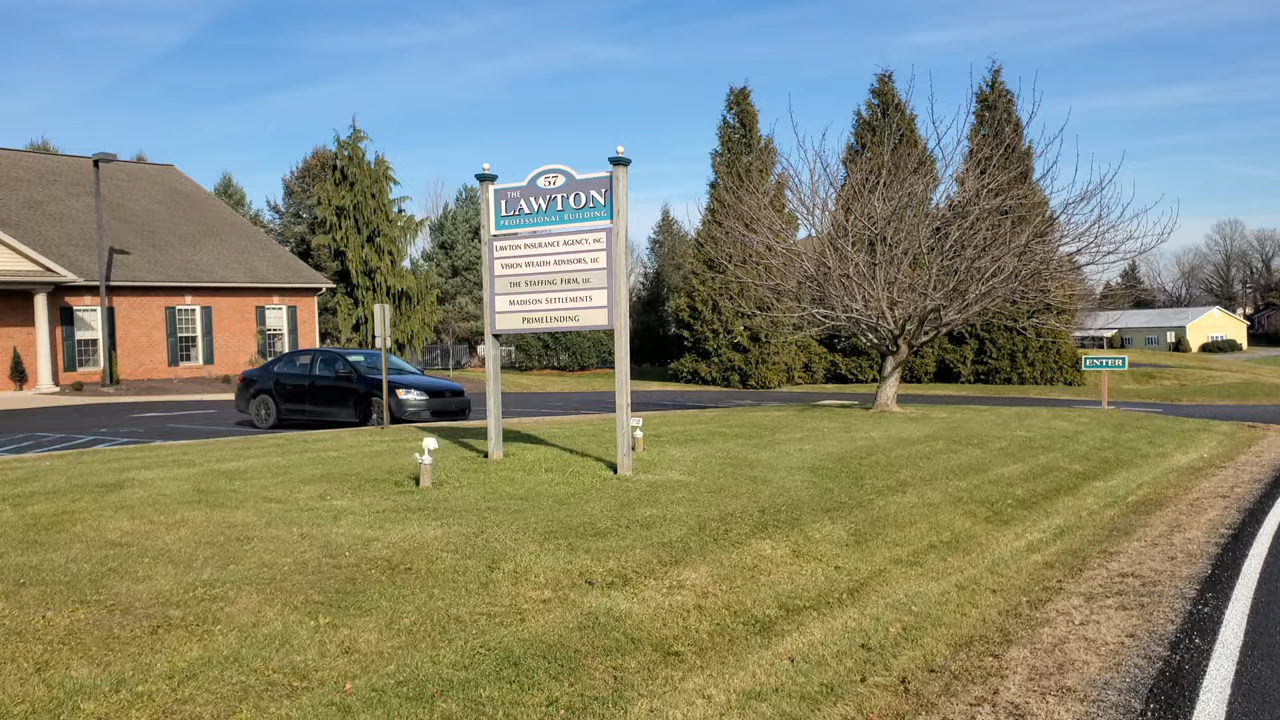 57
THE
LAWTON
PROFESSIONAL BUILDING
LAWTON INSURANCE AGENCY, INC.
VISION WEALTH ADVISORS, LLC
THE STAFFING FIRM, LLC
MADISON SETTLEMENTS
PRIMELENDING
ENTER